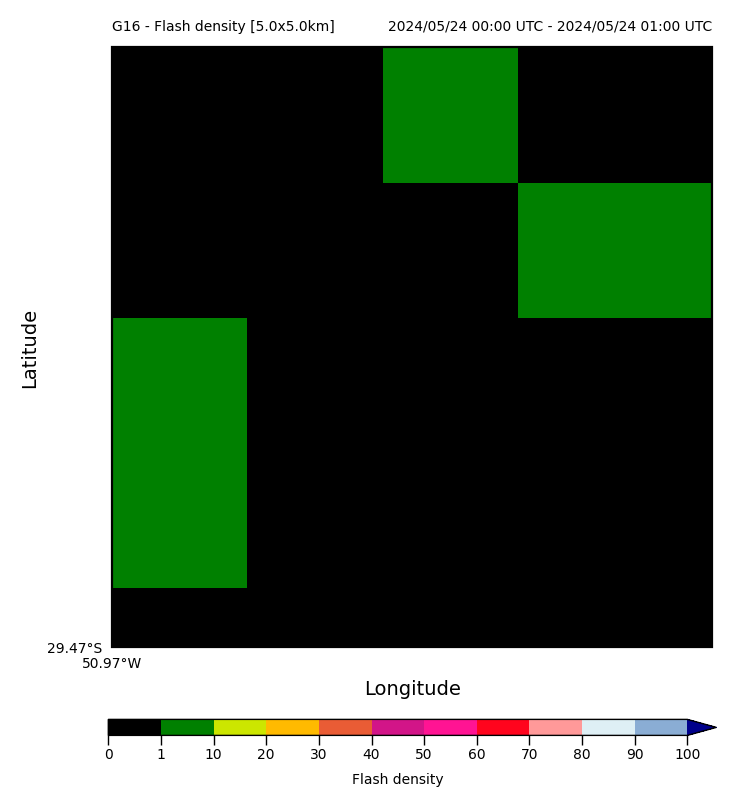 G16 - Flash density [5.0x5.0km] 2024/05/24 00:00 UTC - 2024/05/24 01:00 UTC
Latitude
29.47°S
50.97°W
Longitude
0 1 10 20 30 40 50 60 70 80 90 100
Flash density